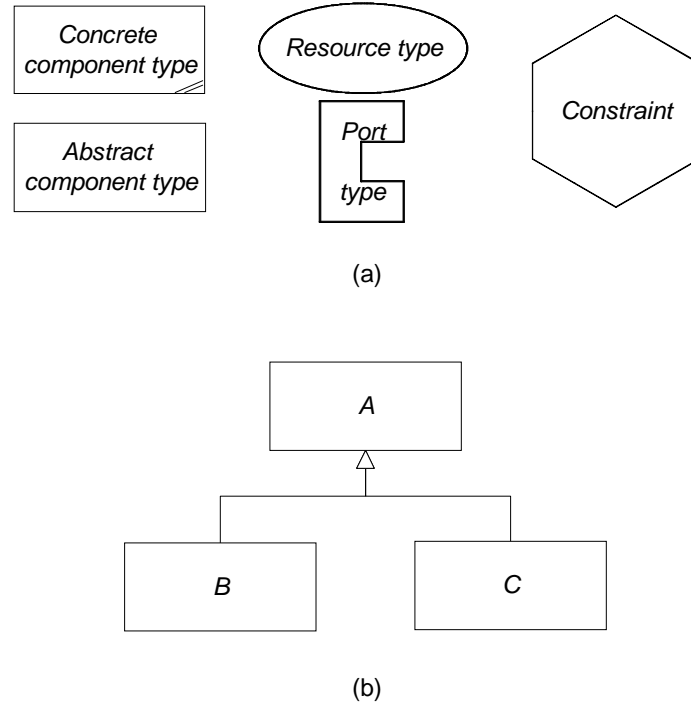 Concrete
component type
Resource type
Port
type
Constraint
Abstract
component type
(a)
A
B
C
(b)